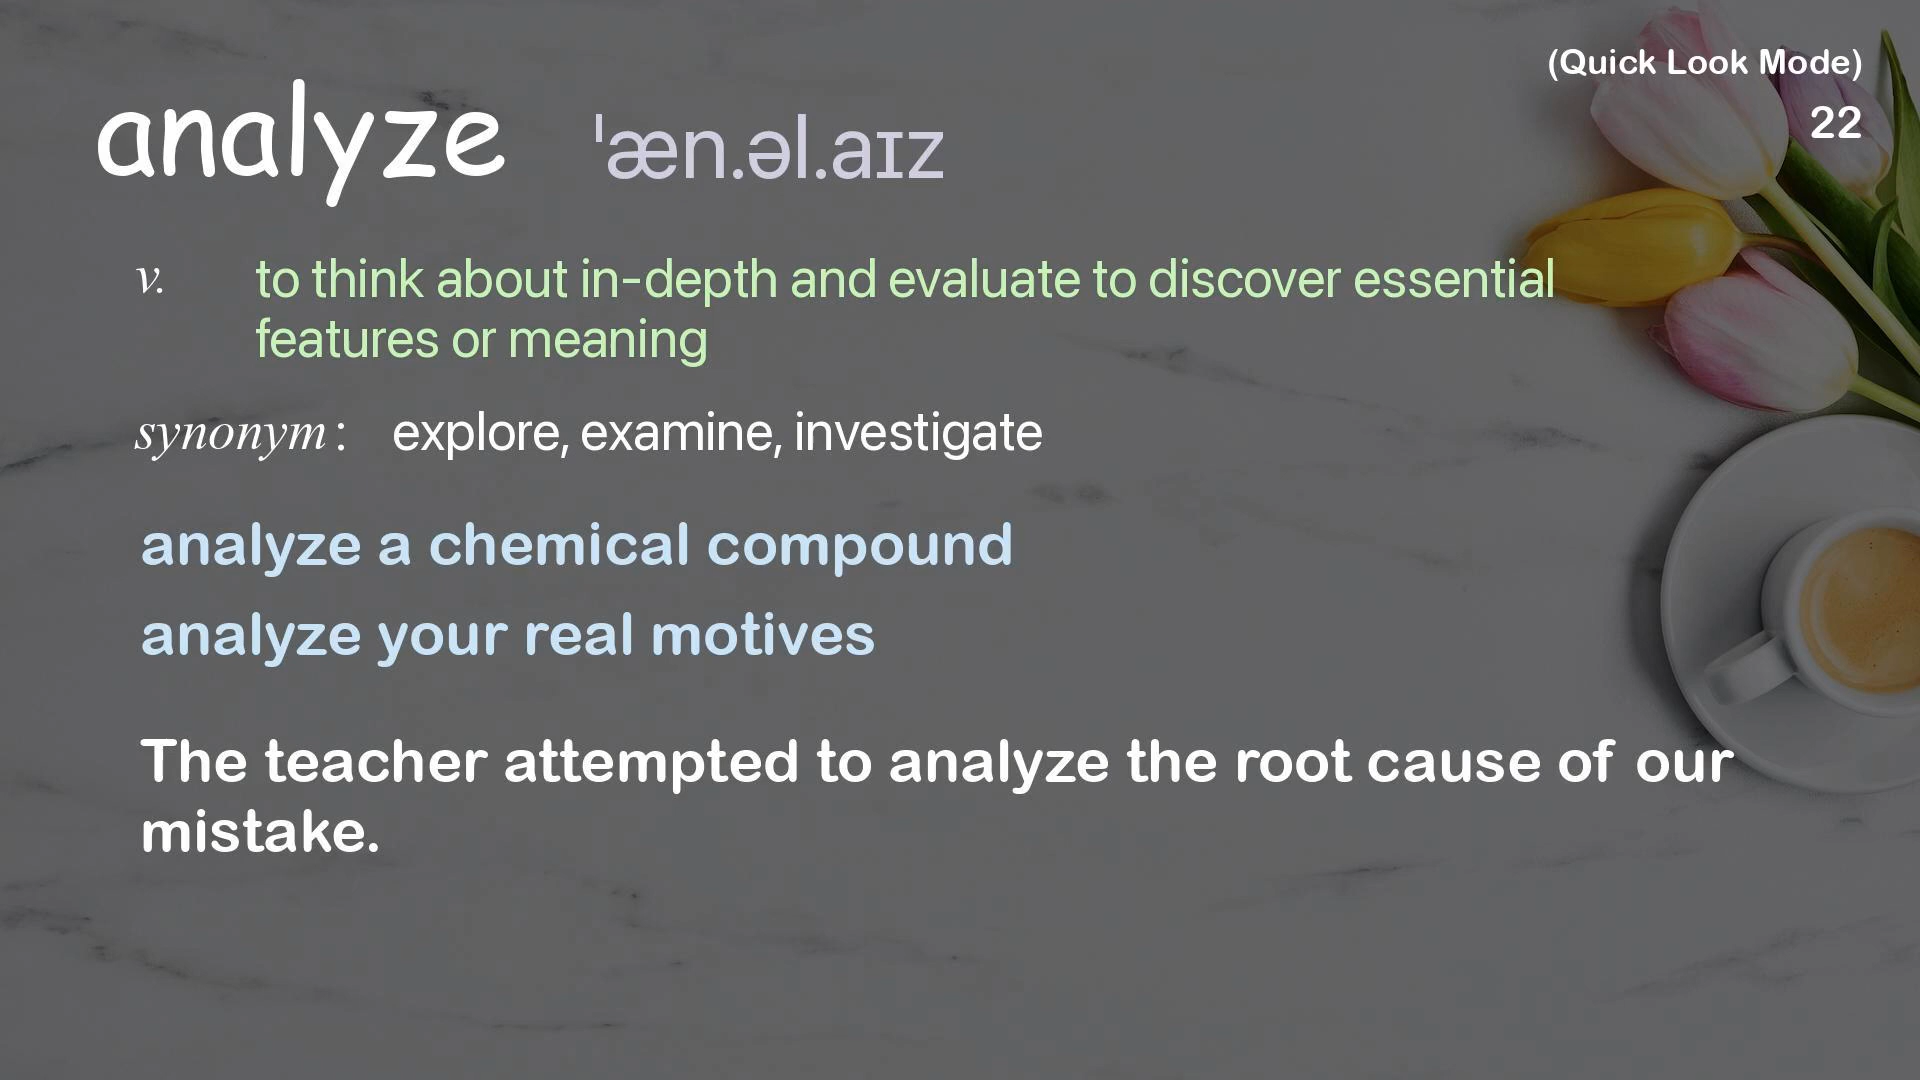 (Quick Look Mode)
22
analyze ˈæn.əl.aɪz
v. to think about in-depth and evaluate to discover essential
features or meaning
synonym: explore, examine, investigate
analyze a chemical compound
analyze your real motives
The teacher attempted to analyze the root cause of our
mistake.